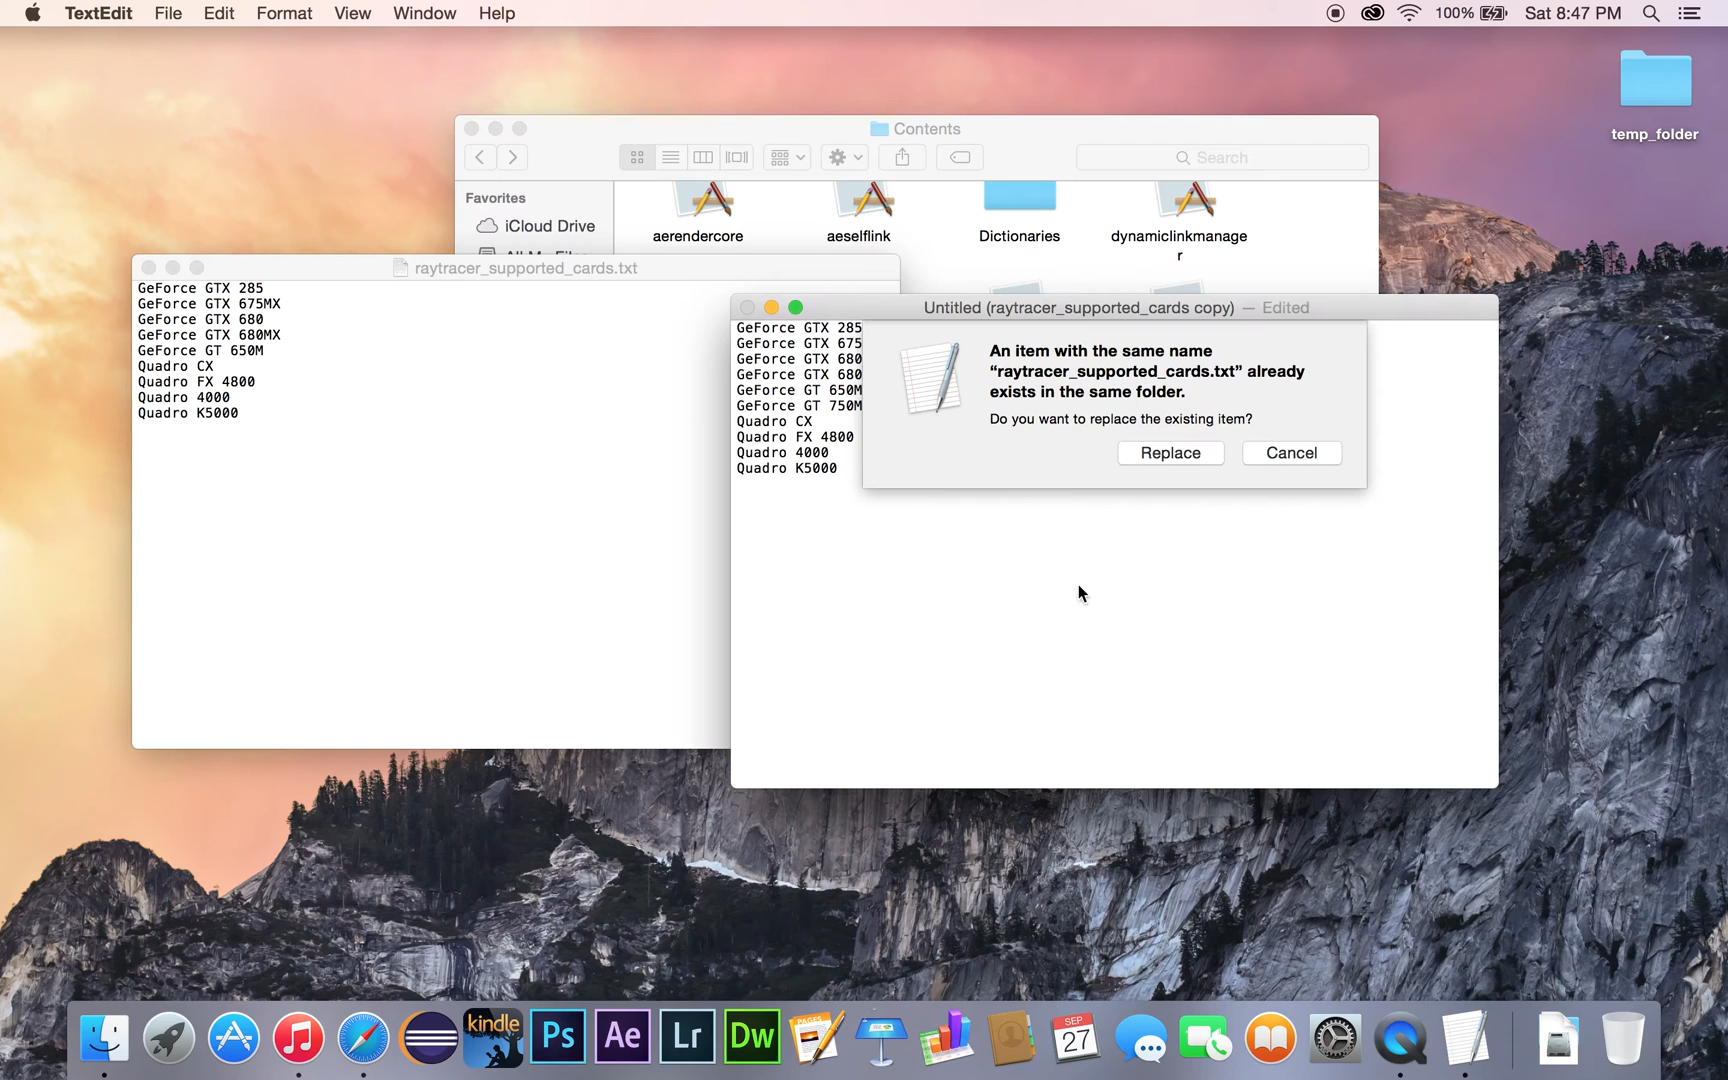 TextEdit File Edit Format View Window Help
100% Sat 8:47 PM
temp_folder
Contents
Search
Favorites
iCloud Drive
aerendercore
aeselflink
Dictionaries
dynamiclinkmanage
r
raytracer_supported_cards.txt
GeForce GTX 285
GeForce GTX 675MX
GeForce GTX 680
GeForce GTX 680MX
GeForce GT 650M
Quadro CX
Quadro FX 4800
Quadro 4000
Quadro K5000
Untitled (raytracer_supported_cards copy) — Edited
GeForce GTX 285
GeForce GTX 675
GeForce GTX 680
GeForce GTX 680
GeForce GT 650M
GeForce GT 750M
Quadro CX
Quadro FX 4800
Quadro 4000
Quadro K5000
An item with the same name
“raytracer_supported_cards.txt” already
exists in the same folder.
Do you want to replace the existing item?
Replace
Cancel
kindle
Ps
Ae
Lr
Dw
PAGES
SEP
27